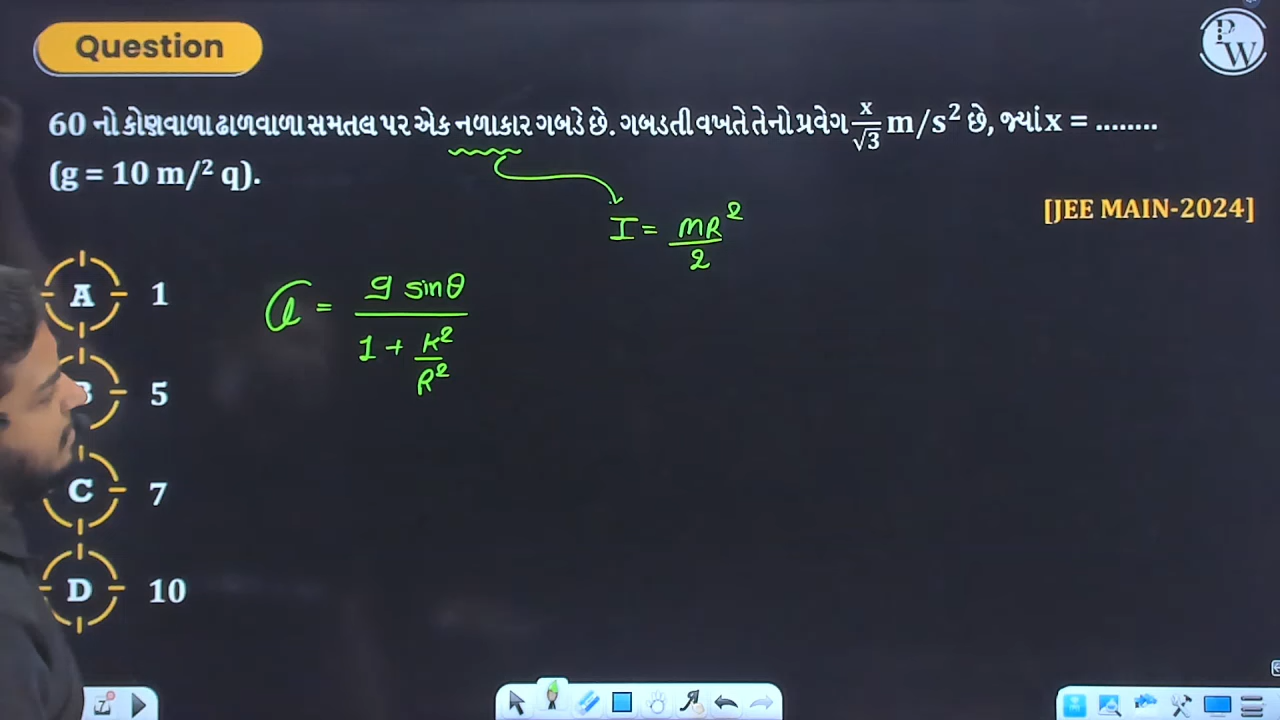 Question
PW
60 નો કોણવાળા ઢાળવાળા સમતલ પર એક નળાકાર ગબડે છે. ગબડતી વખતે તેનો પ્રવેગ x/√3 m/s² છે, જ્યાં x = ........
(g = 10 m/² q).
[JEE MAIN-2024]
I = mR²/2
a = g sinθ / 1 + K²/R²
A 1
B 5
C 7
D 10